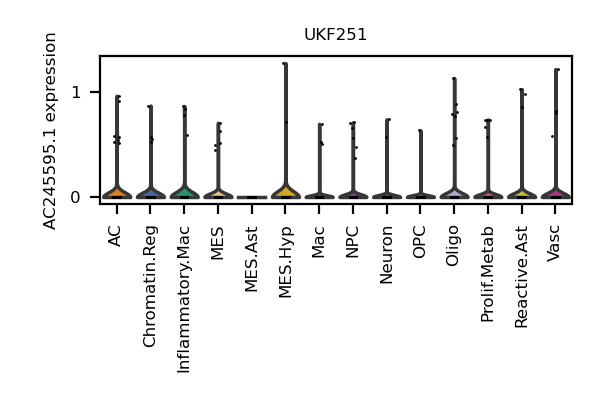 UKF251
AC245595.1 expression
1
0
AC
Chromatin.Reg
Inflammatory.Mac
MES
MES.Ast
MES.Hyp
Mac
NPC
Neuron
OPC
Oligo
Prolif.Metab
Reactive.Ast
Vasc